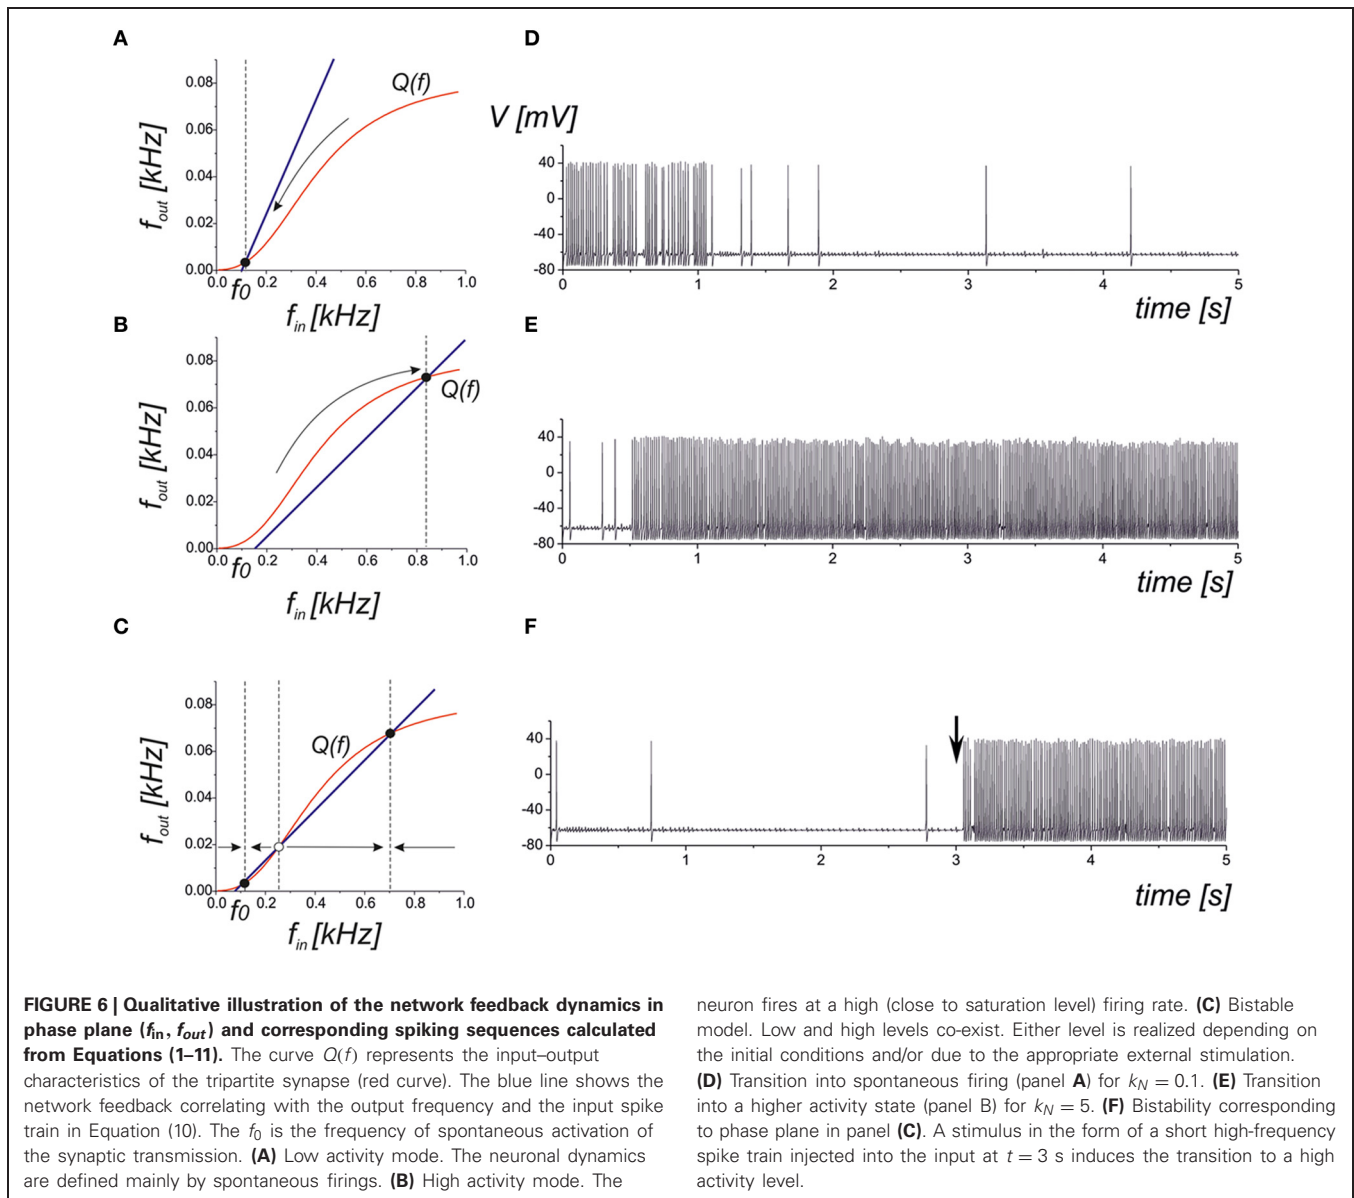 A
0.08
0.06
0.04
0.02
0.00
0.0 0.2 0.4 0.6 0.8 1.0
f0
f_out [kHz]
f_in [kHz]
Q(f)
D
V [mV]
40
0
-40
-80
0 1 2 3 4 5
time [s]
B
0.08
0.06
0.04
0.02
0.00
0.0 0.2 0.4 0.6 0.8 1.0
f0
f_out [kHz]
f_in [kHz]
Q(f)
E
40
0
-40
-80
0 1 2 3 4 5
time [s]
C
0.08
0.06
0.04
0.02
0.00
0.0 0.2 0.4 0.6 0.8 1.0
f0
f_out [kHz]
f_in [kHz]
Q(f)
F
40
0
-40
-80
0 1 2 3 4 5
time [s]
FIGURE 6 | Qualitative illustration of the network feedback dynamics in
phase plane (f_in, f_out) and corresponding spiking sequences calculated
from Equations (1–11). The curve Q(f) represents the input–output
characteristics of the tripartite synapse (red curve). The blue line shows the
network feedback correlating with the output frequency and the input spike
train in Equation (10). The f_0 is the frequency of spontaneous activation of
the synaptic transmission. (A) Low activity mode. The neuronal dynamics
are defined mainly by spontaneous firings. (B) High activity mode. The
neuron fires at a high (close to saturation level) firing rate. (C) Bistable
model. Low and high levels co-exist. Either level is realized depending on
the initial conditions and/or due to the appropriate external stimulation.
(D) Transition into spontaneous firing (panel A) for k_N = 0.1. (E) Transition
into a higher activity state (panel B) for k_N = 5. (F) Bistability corresponding
to phase plane in panel (C). A stimulus in the form of a short high-frequency
spike train injected into the input at t = 3 s induces the transition to a high
activity level.